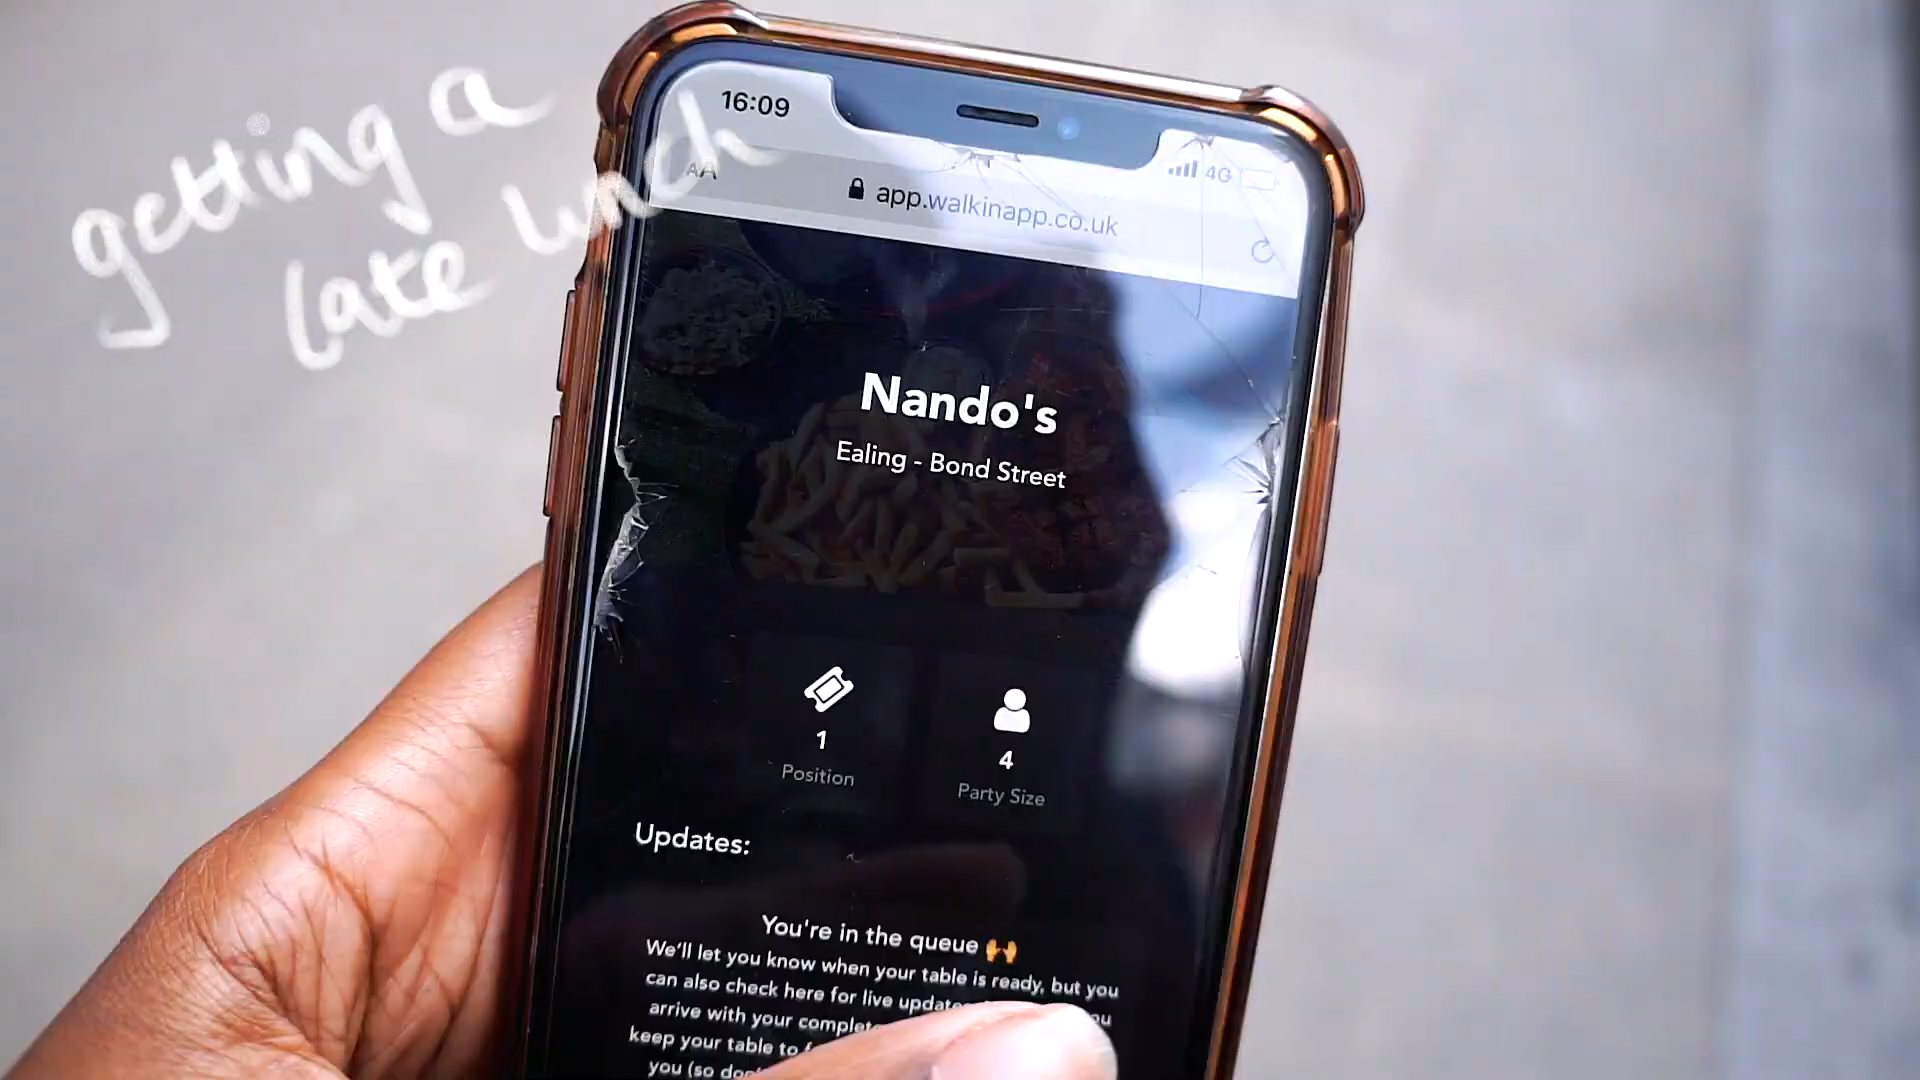 getting a
late lunch
16:09
4G
AA
app.walkinapp.co.uk
Nando's
Ealing - Bond Street
1
Position
4
Party Size
Updates:
You're in the queue 🙌
We'll let you know when your table is ready, but you
can also check here for live
arrive with your
keep your table to
you (so